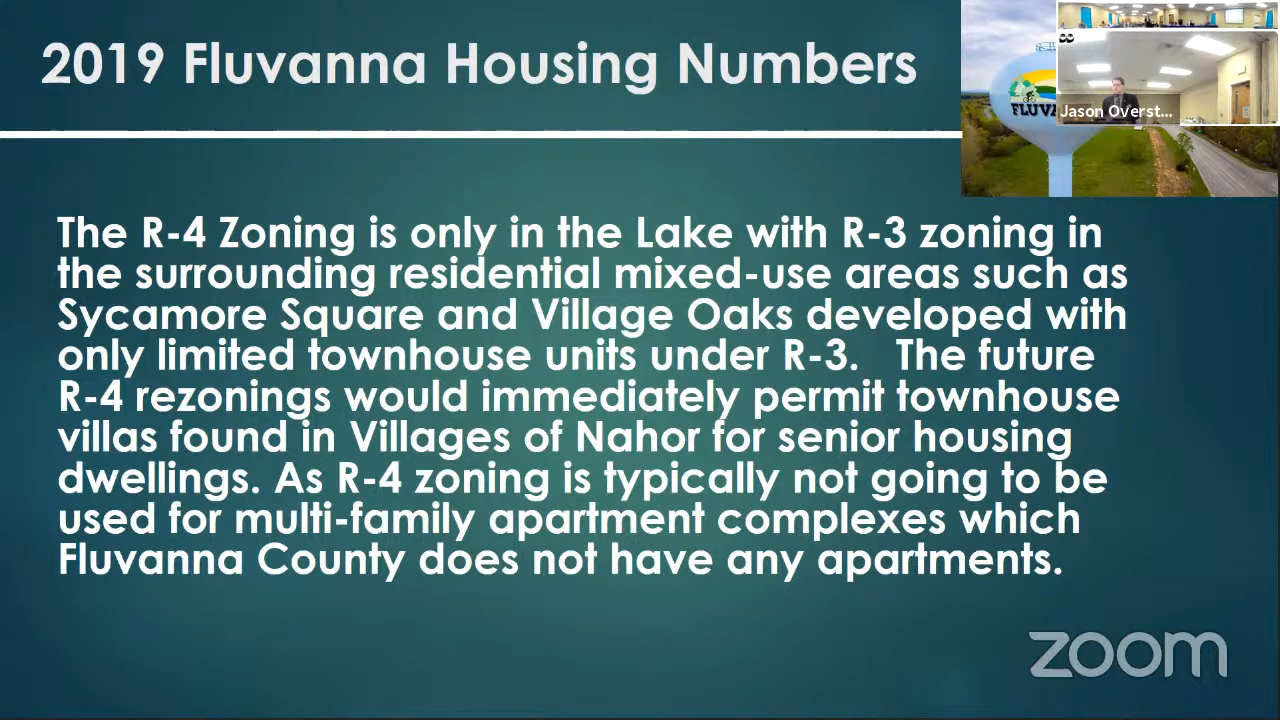 2019 Fluvanna Housing Numbers
FLUVA
Jason Overst...
The R-4 Zoning is only in the Lake with R-3 zoning in
the surrounding residential mixed-use areas such as
Sycamore Square and Village Oaks developed with
only limited townhouse units under R-3.   The future
R-4 rezonings would immediately permit townhouse
villas found in Villages of Nahor for senior housing
dwellings. As R-4 zoning is typically not going to be
used for multi-family apartment complexes which
Fluvanna County does not have any apartments.
zoom